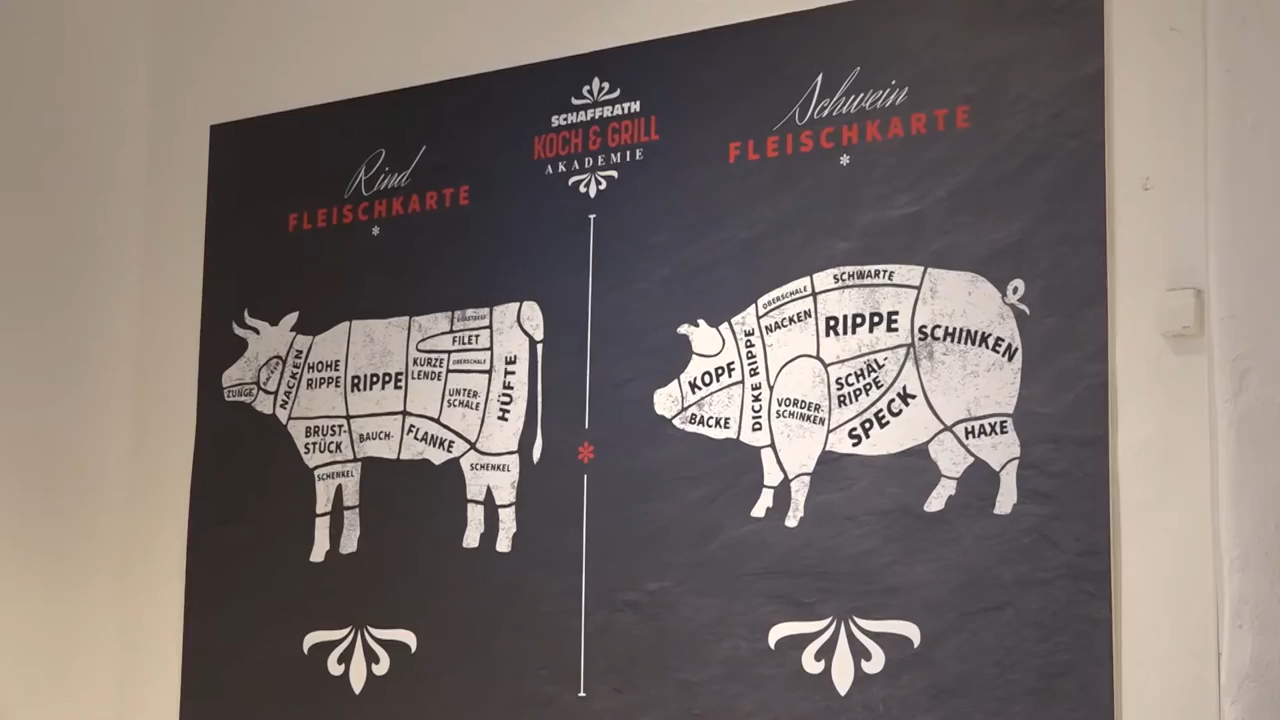 SCHAFFRATH
KOCH & GRILL
AKADEMIE
Rind
FLEISCHKARTE
*
ZUNGE
BACKEN
NACKEN
HOHE
RIPPE
RIPPE
KURZE
LENDE
ROASTBEEF
FILET
OBERSCHALE
UNTER-
SCHALE
HÜFTE
BRUST-
STÜCK
BAUCH-
FLANKE
SCHENKEL
SCHENKEL
*
Schwein
FLEISCHKARTE
*
KOPF
BACKE
DICKE RIPPE
OBERSCHALE
NACKEN
SCHWARTE
RIPPE
SCHINKEN
VORDER-
SCHINKEN
SCHÄL-
RIPPE
SPECK
HAXE